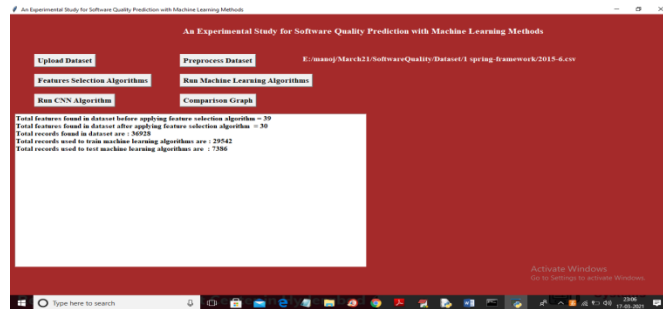 An Experimental Study for Software Quality Prediction with Machine Learning Methods
An Experimental Study for Software Quality Prediction with Machine Learning Methods
Upload Dataset
Preprocess Dataset
E:/manoj/March21/SoftwareQuality/Dataset/1 spring-framework/2015-6.csv
Features Selection Algorithms
Run Machine Learning Algorithms
Run CNN Algorithm
Comparison Graph
Total features found in dataset before applying feature selection algorithm = 39
Total features found in dataset after applying feature selection algorithm = 30
Total records found in dataset are : 36928
Total records used to train machine learning algorithms are : 29542
Total records used to test machine learning algorithms are : 7386
Activate Windows
Go to Settings to activate Windows.
Type here to search
23:06
17-03-2021